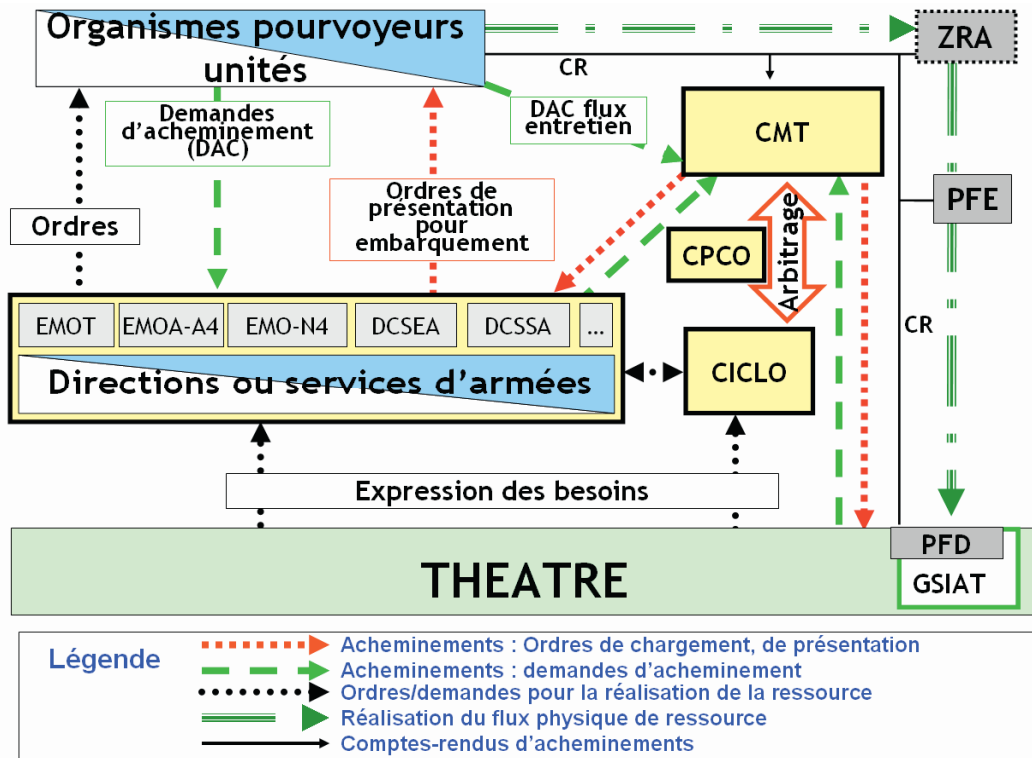 Organismes pourvoyeurs
unités
ZRA
CR
Demandes
d'acheminement
(DAC)
DAC flux
entretien
CMT
Ordres de
présentation
pour
embarquement
Ordres
PFE
CPCO
Arbitrage
EMOT
EMOA-A4
EMO-N4
DCSEA
DCSSA
...
CR
Directions ou services d'armées
CICLO
Expression des besoins
THEATRE
PFD
GSIAT
Légende
Acheminements : Ordres de chargement, de présentation
Acheminements : demandes d'acheminement
Ordres/demandes pour la réalisation de la ressource
Réalisation du flux physique de ressource
Comptes-rendus d'acheminements